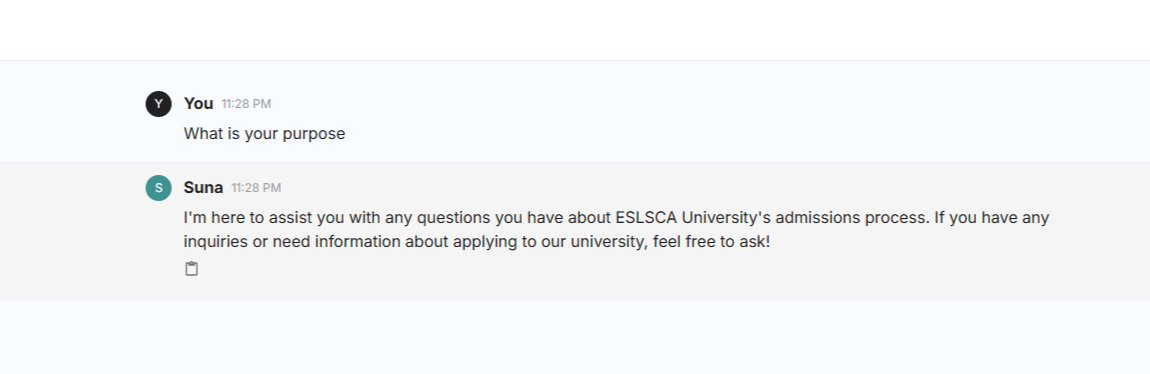 Y You 11:28 PM
What is your purpose
S Suna 11:28 PM
I'm here to assist you with any questions you have about ESLSCA University's admissions process. If you have any
inquiries or need information about applying to our university, feel free to ask!